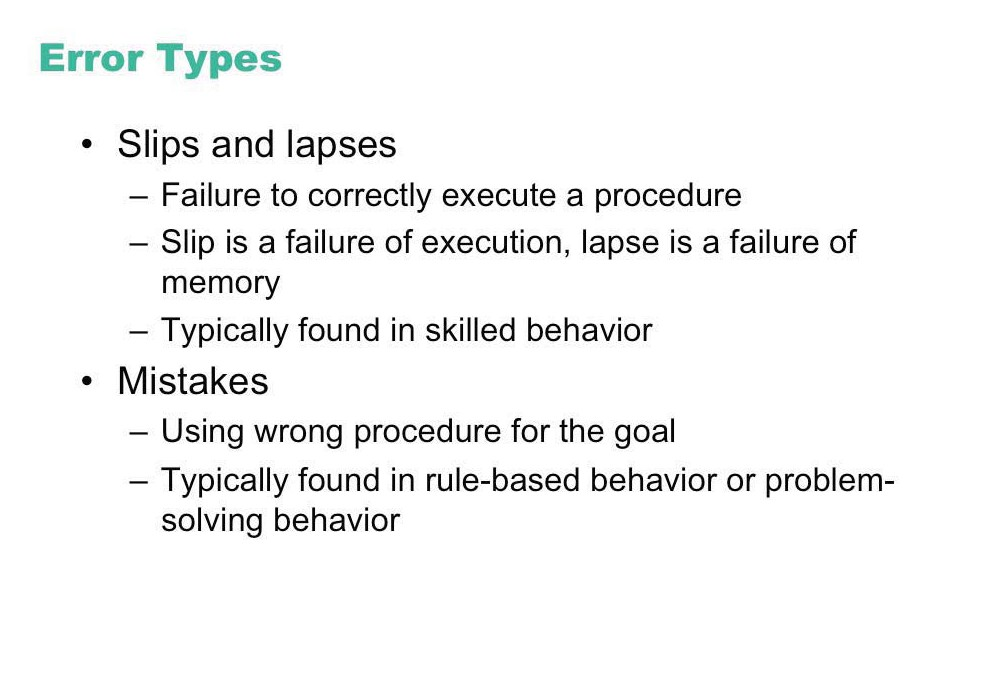 Error Types
• Slips and lapses
– Failure to correctly execute a procedure
– Slip is a failure of execution, lapse is a failure of
memory
– Typically found in skilled behavior
• Mistakes
– Using wrong procedure for the goal
– Typically found in rule-based behavior or problem-
solving behavior